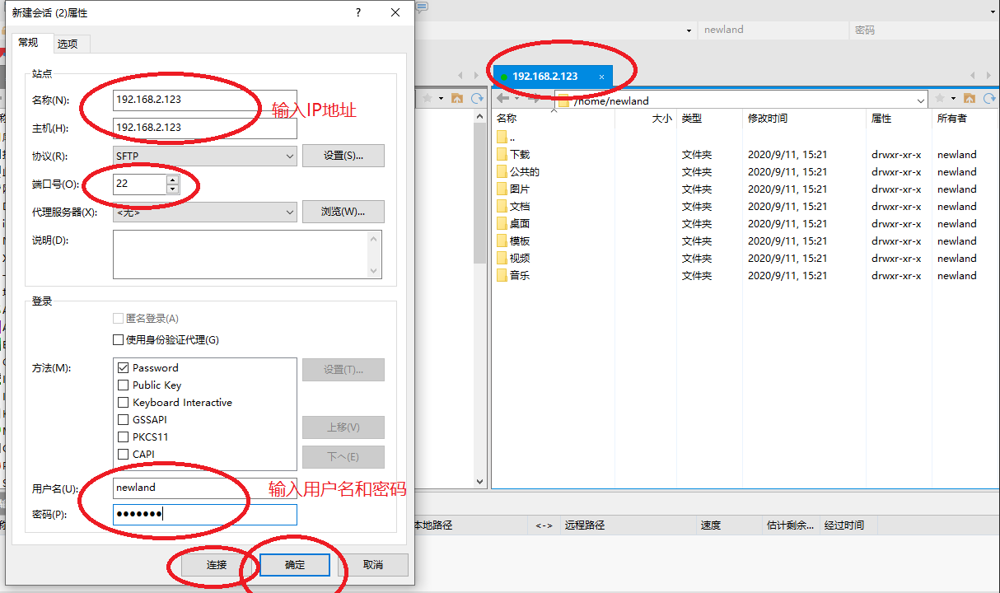 新建会话 (2)属性
?
常规
选项
站点
名称(N):
192.168.2.123
主机(H):
192.168.2.123
输入IP地址
协议(R):
SFTP
设置(S)...
端口号(O):
22
代理服务器(X):
<无>
浏览(W)...
说明(D):
登录
匿名登录(A)
使用身份验证代理(G)
方法(M):
Password
Public Key
Keyboard Interactive
GSSAPI
PKCS11
CAPI
设置(T)...
上移(V)
下へ(E)
用户名(U):
newland
密码(P):
●●●●●●●
输入用户名和密码
连接
确定
取消
newland
密码
192.168.2.123
/home/newland
名称 大小 类型 修改时间 属性 所有者
..
下载 文件夹 2020/9/11, 15:21 drwxr-xr-x newland
公共的 文件夹 2020/9/11, 15:21 drwxr-xr-x newland
图片 文件夹 2020/9/11, 15:21 drwxr-xr-x newland
文档 文件夹 2020/9/11, 15:21 drwxr-xr-x newland
桌面 文件夹 2020/9/11, 15:21 drwxr-xr-x newland
模板 文件夹 2020/9/11, 15:21 drwxr-xr-x newland
视频 文件夹 2020/9/11, 15:21 drwxr-xr-x newland
音乐 文件夹 2020/9/11, 15:21 drwxr-xr-x newland
本地路径 <-> 远程路径 速度 估计剩余... 经过时间